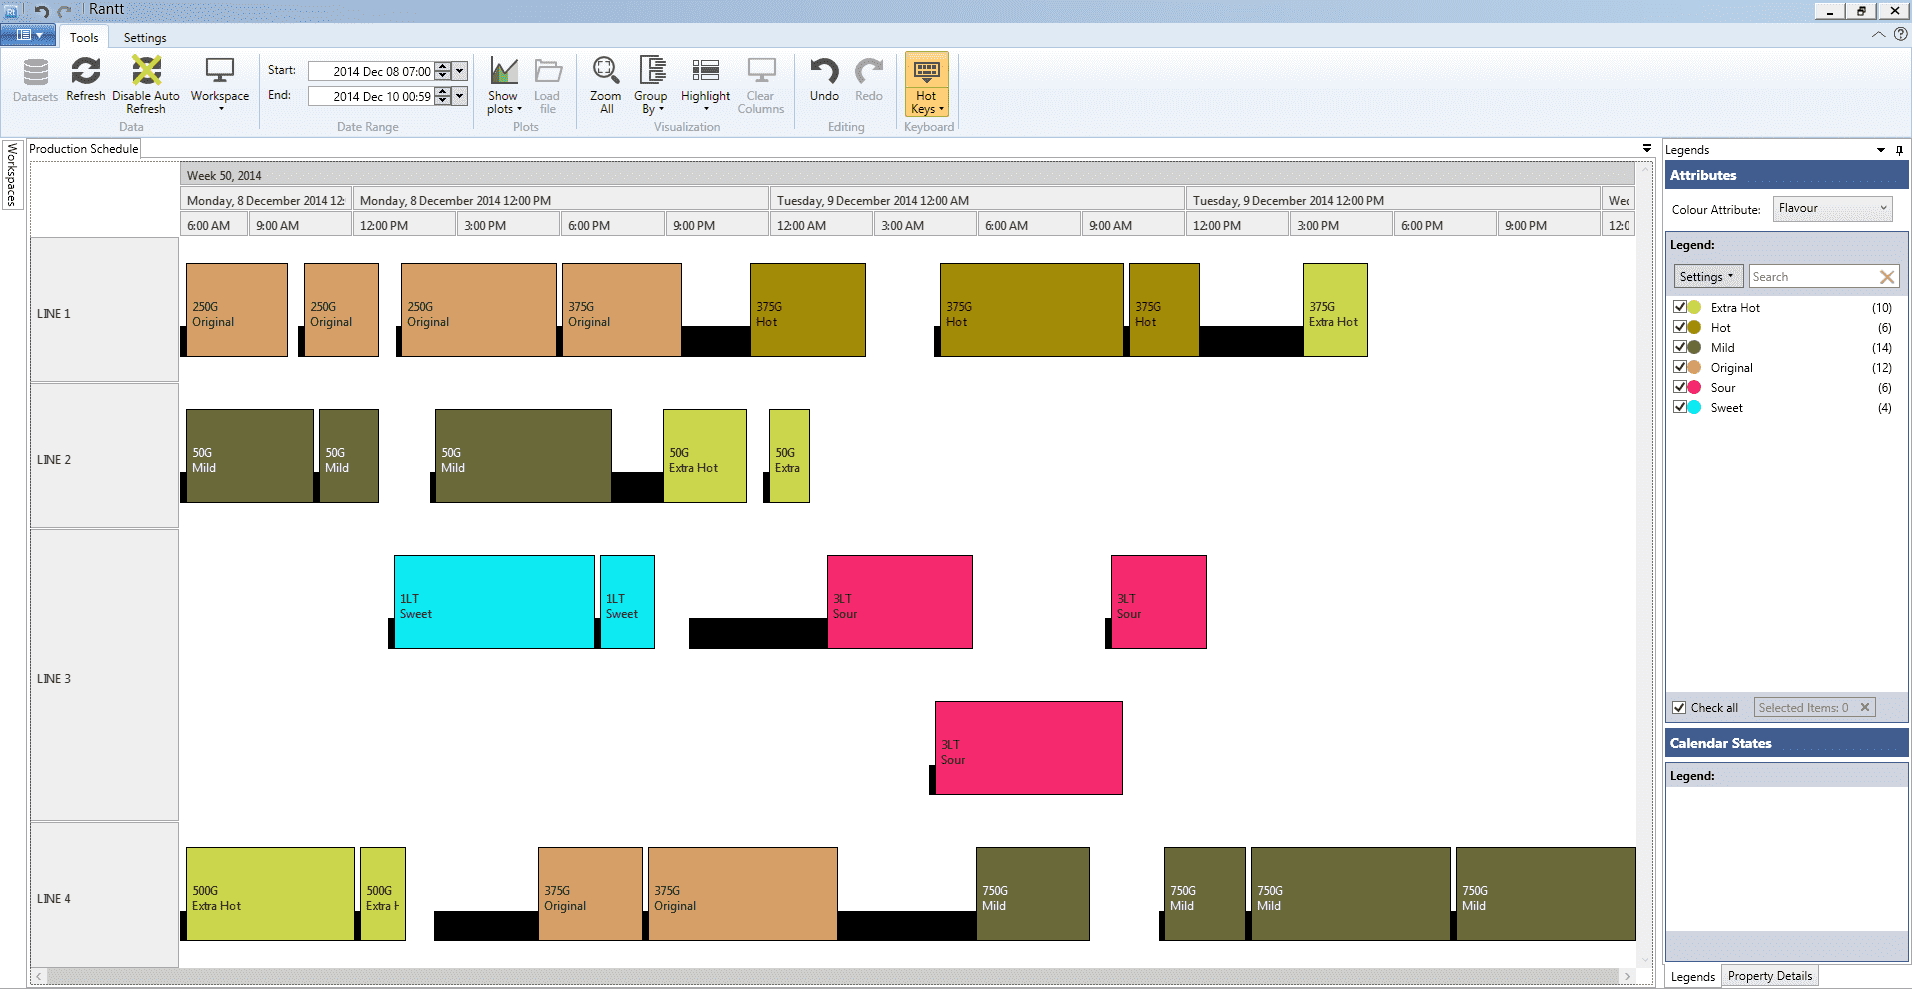 Rt Rantt
Tools Settings
Datasets
Refresh
Disable Auto
Refresh
Workspace
Data
Start: 2014 Dec 08 07:00
End: 2014 Dec 10 00:59
Date Range
Show
plots
Load
file
Plots
Zoom
All
Group
By
Highlight
Clear
Columns
Visualization
Undo
Redo
Editing
Hot
Keys
Keyboard
Workspaces
Production Schedule
Week 50, 2014
Monday, 8 December 2014 12: Monday, 8 December 2014 12:00 PM Tuesday, 9 December 2014 12:00 AM Tuesday, 9 December 2014 12:00 PM Wed
6:00 AM 9:00 AM 12:00 PM 3:00 PM 6:00 PM 9:00 PM 12:00 AM 3:00 AM 6:00 AM 9:00 AM 12:00 PM 3:00 PM 6:00 PM 9:00 PM 12:0
LINE 1
250G
Original
250G
Original
250G
Original
375G
Original
375G
Hot
375G
Hot
375G
Hot
375G
Extra Hot
LINE 2
50G
Mild
50G
Mild
50G
Mild
50G
Extra Hot
50G
Extra
LINE 3
1LT
Sweet
1LT
Sweet
3LT
Sour
3LT
Sour
3LT
Sour
LINE 4
500G
Extra Hot
500G
Extra H
375G
Original
375G
Original
750G
Mild
750G
Mild
750G
Mild
750G
Mild
Legends
Attributes
Colour Attribute: Flavour
Legend:
Settings Search
Extra Hot (10)
Hot (6)
Mild (14)
Original (12)
Sour (6)
Sweet (4)
Check all Selected Items: 0
Calendar States
Legend:
Legends Property Details